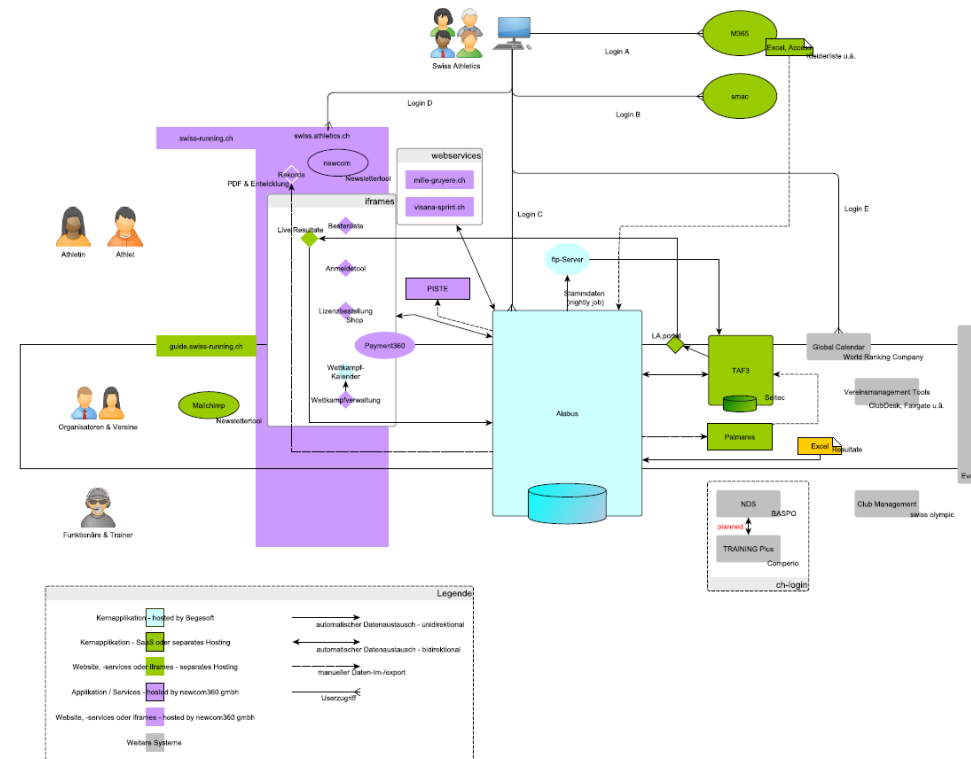 Swiss Athletics
M365
Excel, Access
Kleiderliste u.ä.
Login A
smac
Login B
Login D
swiss-running.ch
swiss.athletics.ch
newcom
Newslettertool
Rekorde
PDF & Entwicklung
webservices
mille-gruyere.ch
visana-sprint.ch
iframes
Login C
Login E
Athletin
Athlet
Live Resultate
Bestenliste
Anmeldetool
Lizenzbestellung
Shop
PISTE
ftp-Server
Stammdaten
(nightly job)
guide.swiss-running.ch
Payment360
LA.portal
TAF3
Seltec
Global Calendar
World Ranking Company
Wettkampf-
Kalender
Wettkampfverwaltung
Mailchimp
Newslettertool
Organisatoren & Vereine
Alabus
Vereinsmanagement Tools
ClubDesk, Fairgate u.ä.
Palmares
Excel
Resultate
Eve
Funktionäre & Trainer
NDS
BASPO
planned
TRAINING Plus
Comperio
ch-login
Club Management
swiss olympic
Legende
Kernapplikation - hosted by Begasoft
Kernapplikation - SaaS oder separates Hosting
Website, -services oder iframes - separates Hosting
Applikation / Services - hosted by newcom360 gmbh
Website, -services oder iframes - hosted by newcom360 gmbh
Weitere Systeme
automatischer Datenaustausch - unidirektional
automatischer Datenaustausch - bidirektional
manueller Daten-Im-/export
Userzugriff